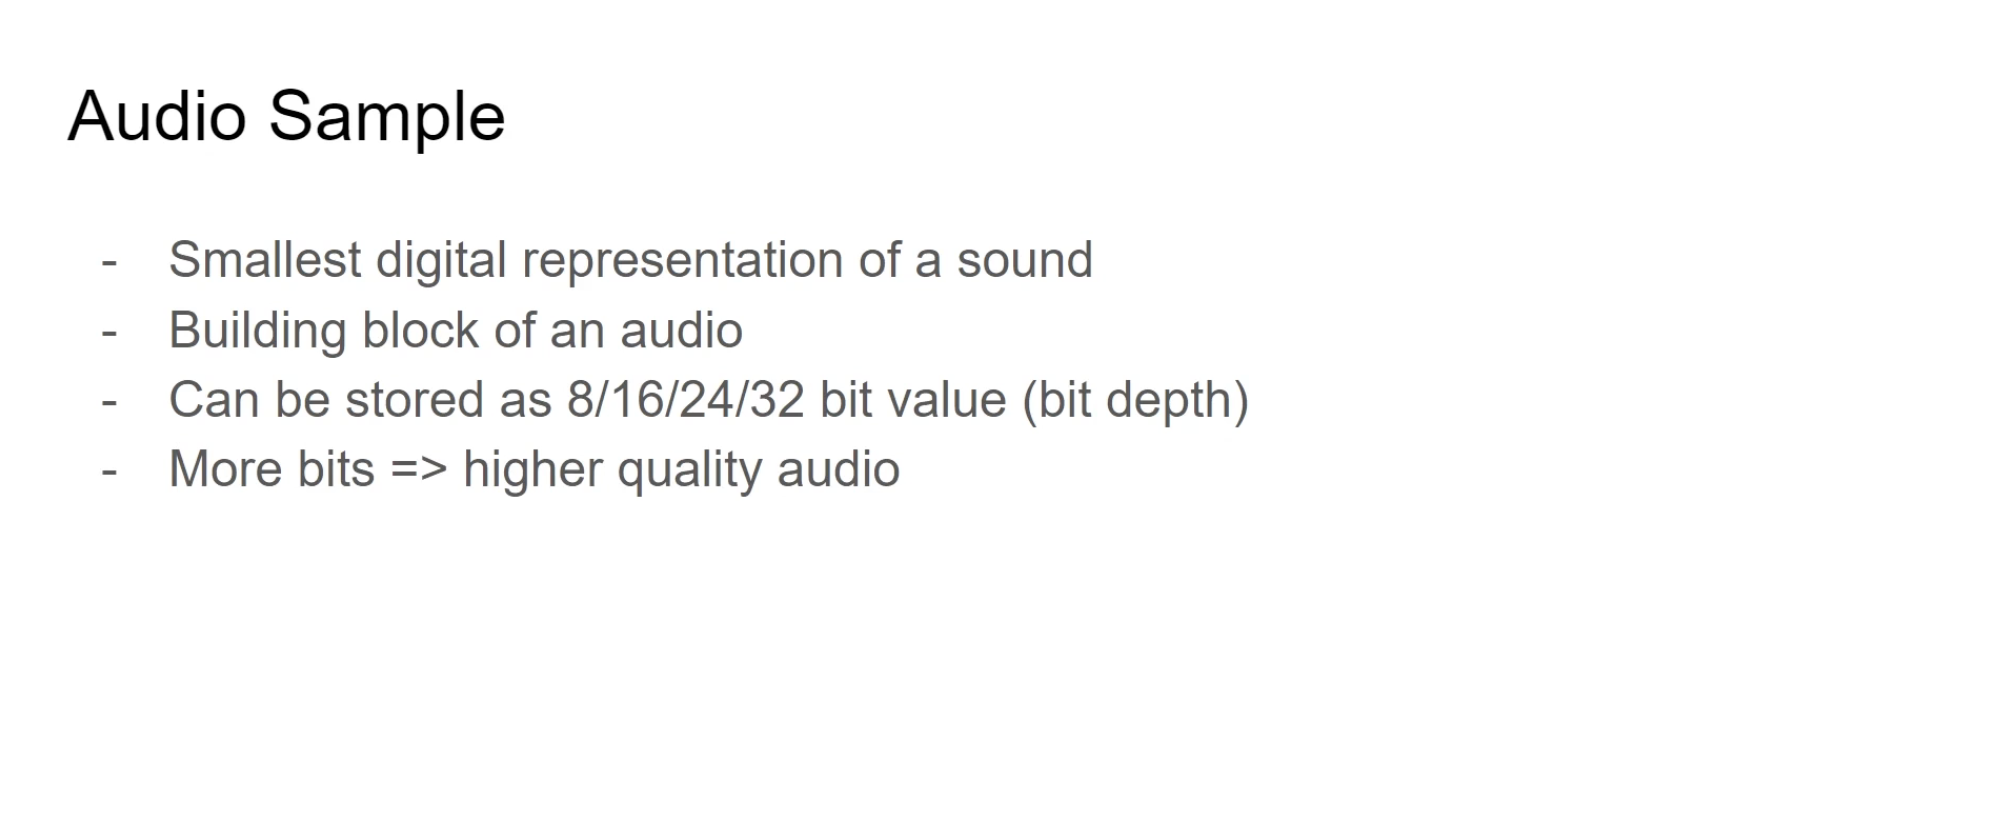 Audio Sample
- Smallest digital representation of a sound
- Building block of an audio
- Can be stored as 8/16/24/32 bit value (bit depth)
- More bits => higher quality audio